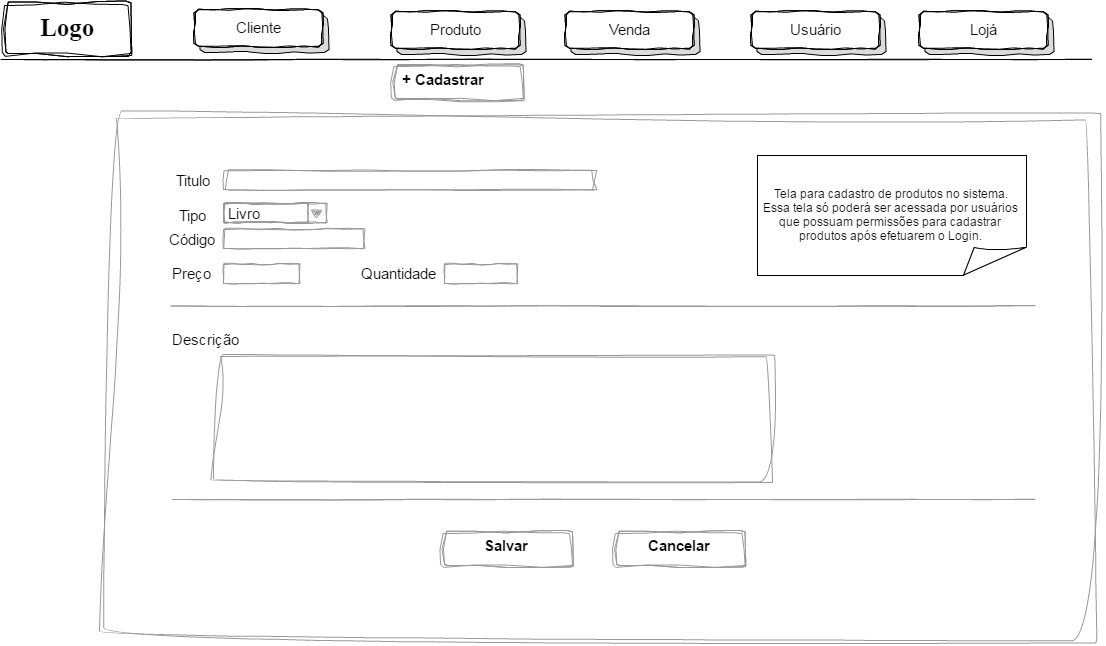 Logo
Cliente
Produto
Venda
Usuário
Lojá
+ Cadastrar
Titulo
Tipo
Livro
Código
Preço
Quantidade
Tela para cadastro de produtos no sistema.
Essa tela só poderá ser acessada por usuários
que possuam permissões para cadastrar
produtos após efetuarem o Login.
Descrição
Salvar
Cancelar